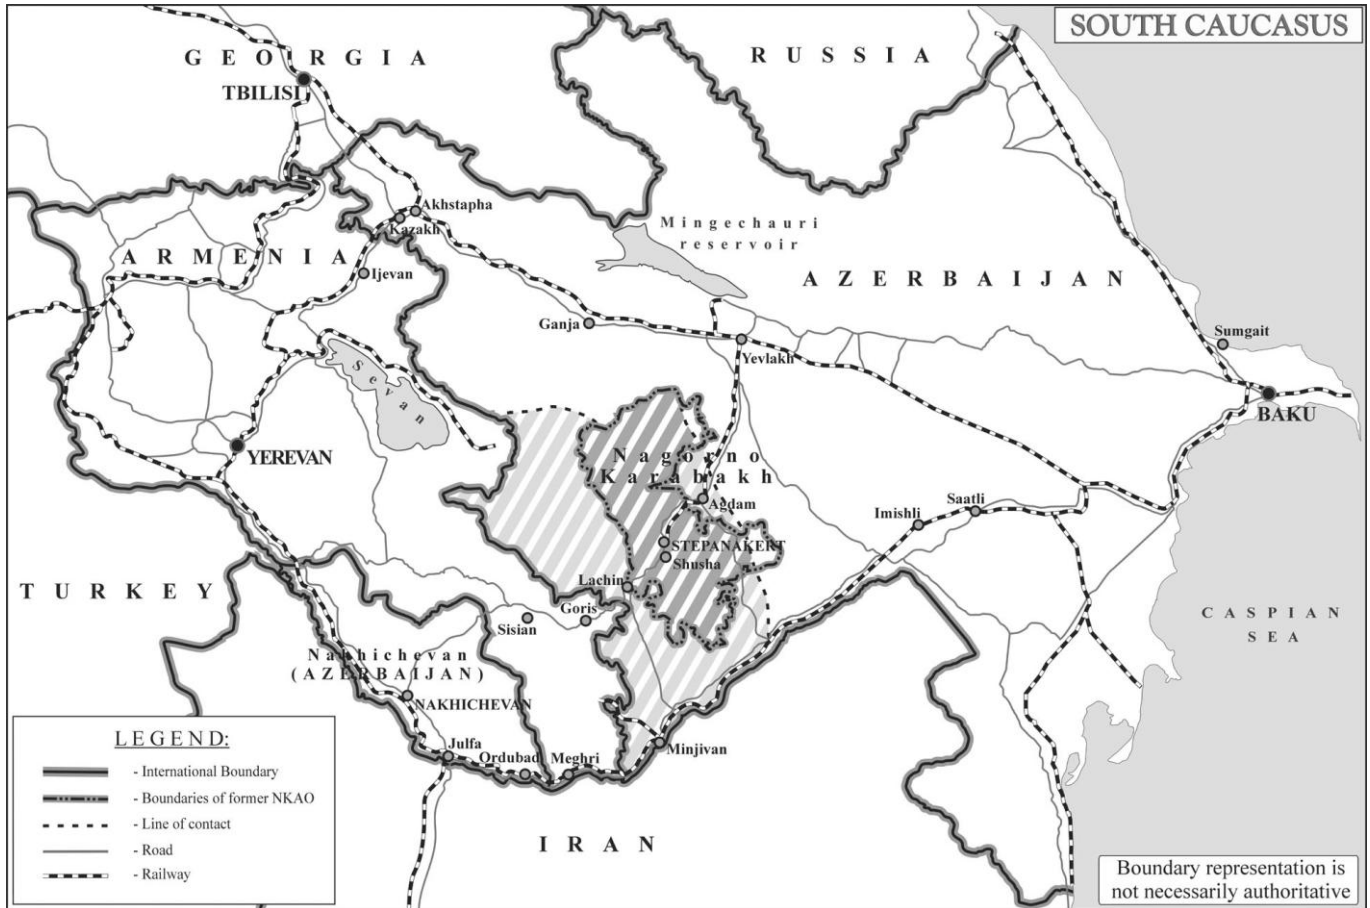 SOUTH CAUCASUS
GEORGIA
RUSSIA
TBILISI
Akhstapha
Kazakh
Mingechauri
reservoir
ARMENIA
Ijevan
AZERBAIJAN
Ganja
Yevlakh
Sumgait
Sevan
BAKU
YEREVAN
Nagorno
Karabakh
Agdam
Saatli
Imishli
STEPANAKERT
Shusha
Lachin
TURKEY
Goris
Sisian
CASPIAN
SEA
Nakhichevan
(AZERBAIJAN)
NAKHICHEVAN
Julfa
Ordubad
Meghri
Minjivan
IRAN
LEGEND:
- International Boundary
- Boundaries of former NKAO
- Line of contact
- Road
- Railway
Boundary representation is
not necessarily authoritative